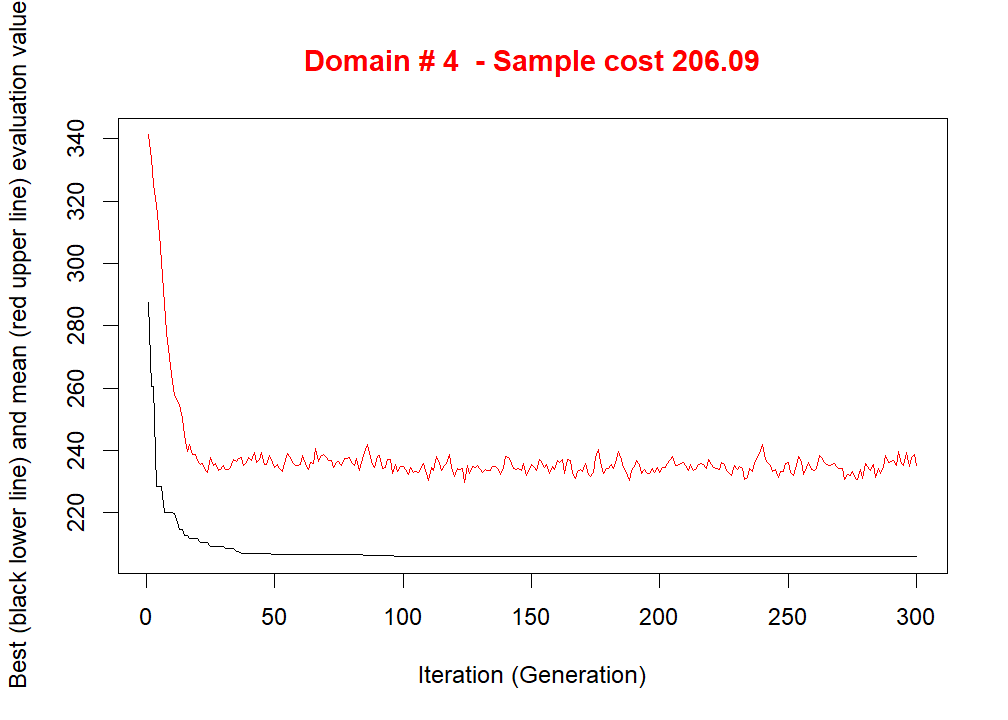 Domain # 4  - Sample cost 206.09
Best (black lower line) and mean (red upper line) evaluation value
340
320
300
280
260
240
220
0 50 100 150 200 250 300
Iteration (Generation)